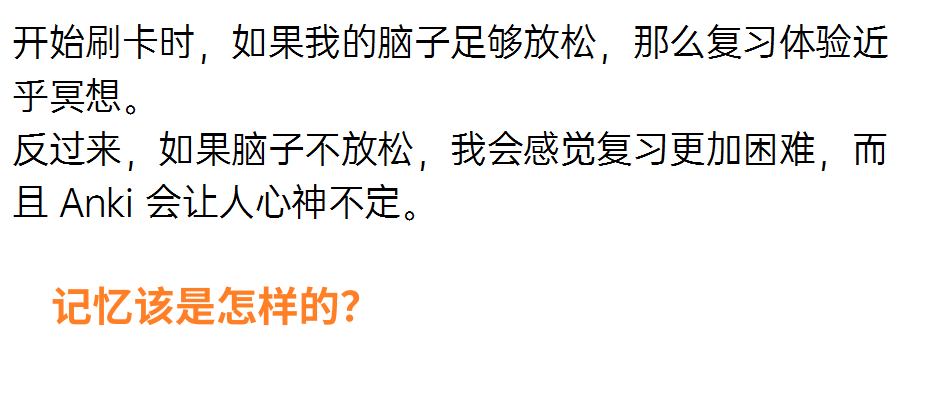 开始刷卡时，如果我的脑子足够放松，那么复习体验近
乎冥想。
反过来，如果脑子不放松，我会感觉复习更加困难，而
且 Anki 会让人心神不定。
记忆该是怎样的？